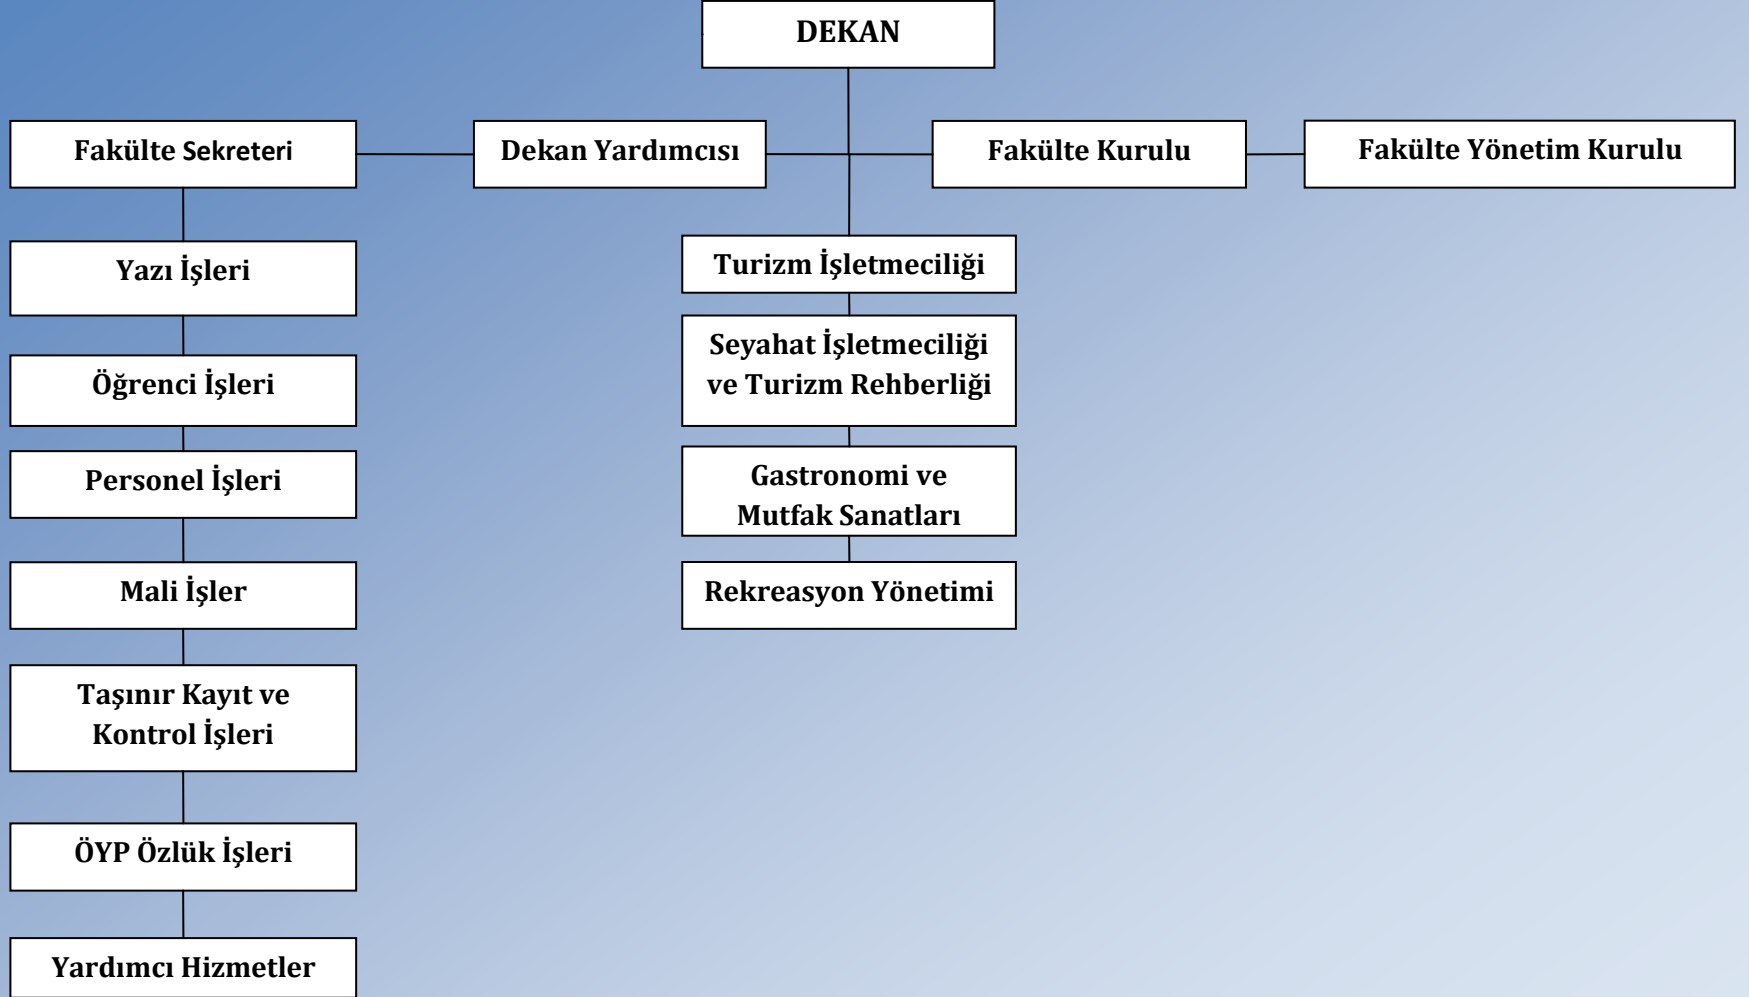 DEKAN
Fakülte Sekreteri
Dekan Yardımcısı
Fakülte Kurulu
Fakülte Yönetim Kurulu
Yazı İşleri
Öğrenci İşleri
Personel İşleri
Mali İşler
Taşınır Kayıt ve
Kontrol İşleri
ÖYP Özlük İşleri
Yardımcı Hizmetler
Turizm İşletmeciliği
Seyahat İşletmeciliği
ve Turizm Rehberliği
Gastronomi ve
Mutfak Sanatları
Rekreasyon Yönetimi